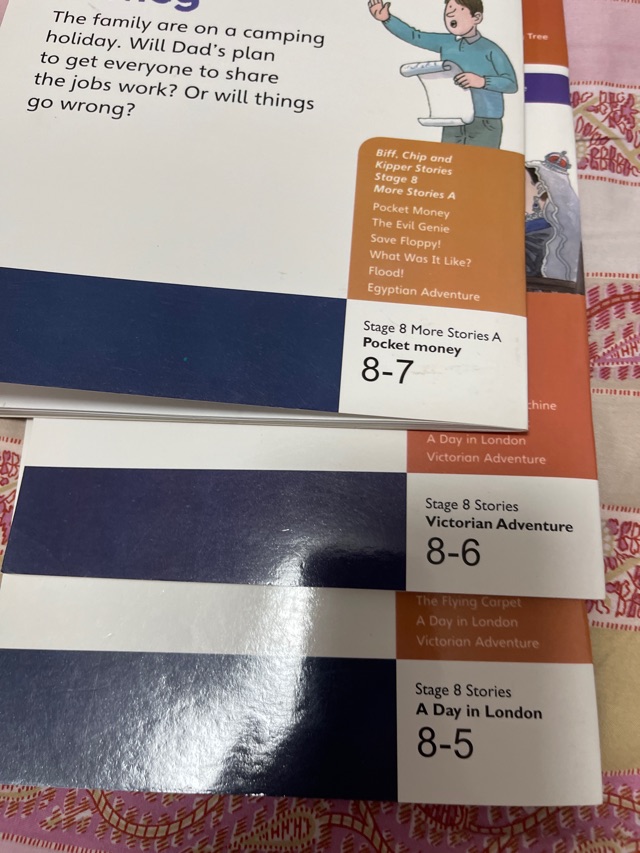 The family are on a camping
holiday. Will Dad's plan
to get everyone to share
the jobs work? Or will things
go wrong?
Tree
Biff, Chip and
Kipper Stories
Stage 8
More Stories A
Pocket Money
The Evil Genie
Save Floppy!
What Was It Like?
Flood!
Egyptian Adventure
Stage 8 More Stories A
Pocket money
8-7
A Day in London
Victorian Adventure
Stage 8 Stories
Victorian Adventure
8-6
The Flying Carpet
A Day in London
Victorian Adventure
Stage 8 Stories
A Day in London
8-5